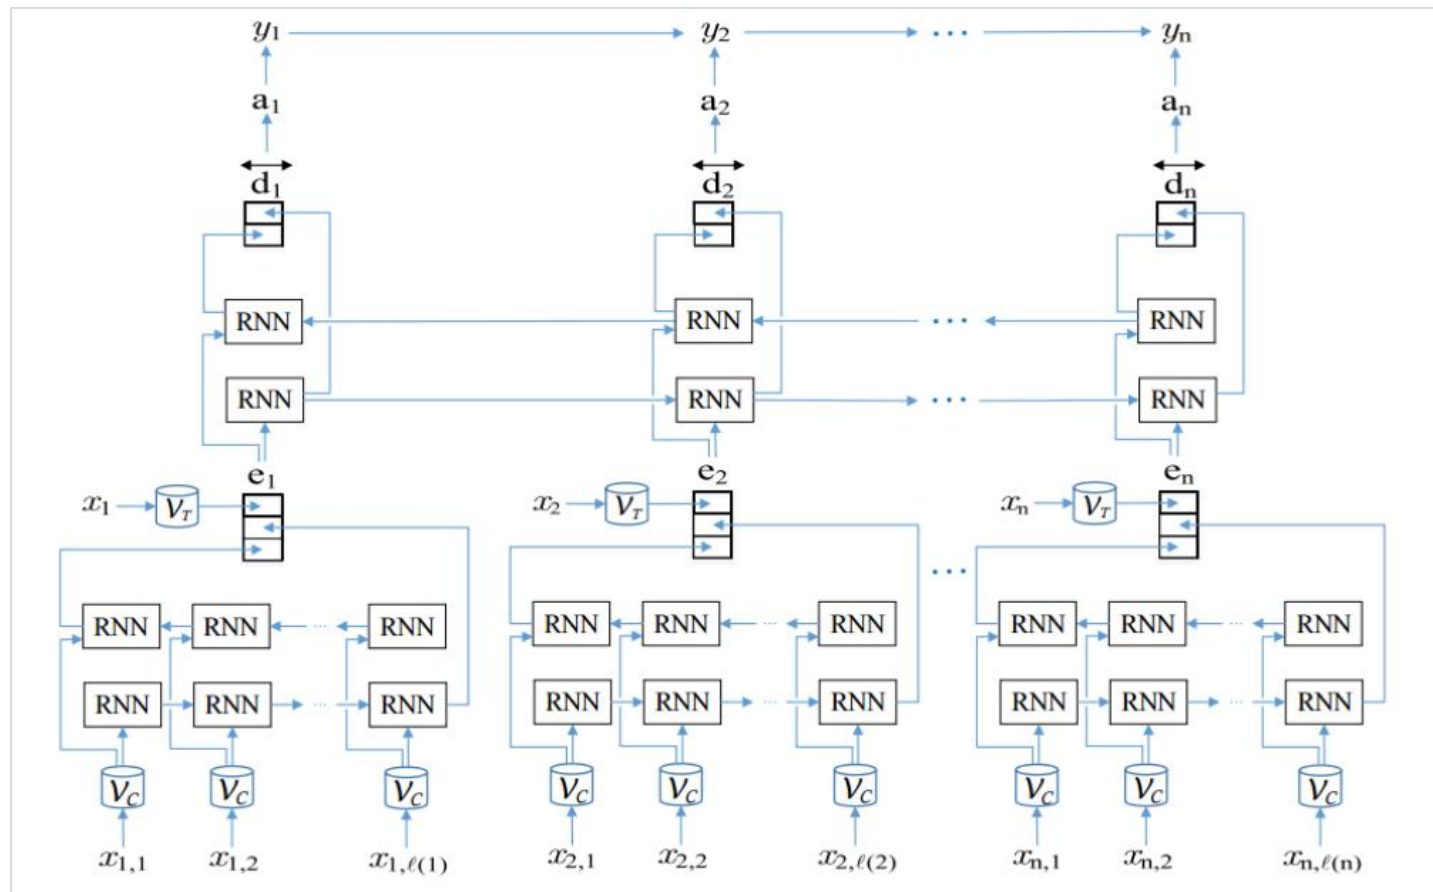 y1 y2 ... yn
a1 a2 an
d1 d2 dn
RNN RNN ... RNN
RNN RNN ... RNN
e1 e2 en
x1 VT x2 VT xn VT
...
RNN RNN ... RNN RNN RNN ... RNN RNN RNN ... RNN
RNN RNN ... RNN RNN RNN ... RNN RNN RNN ... RNN
VC VC VC VC VC VC VC VC VC
x1,1 x1,2 x1,ℓ(1) x2,1 x2,2 x2,ℓ(2) xn,1 xn,2 xn,ℓ(n)